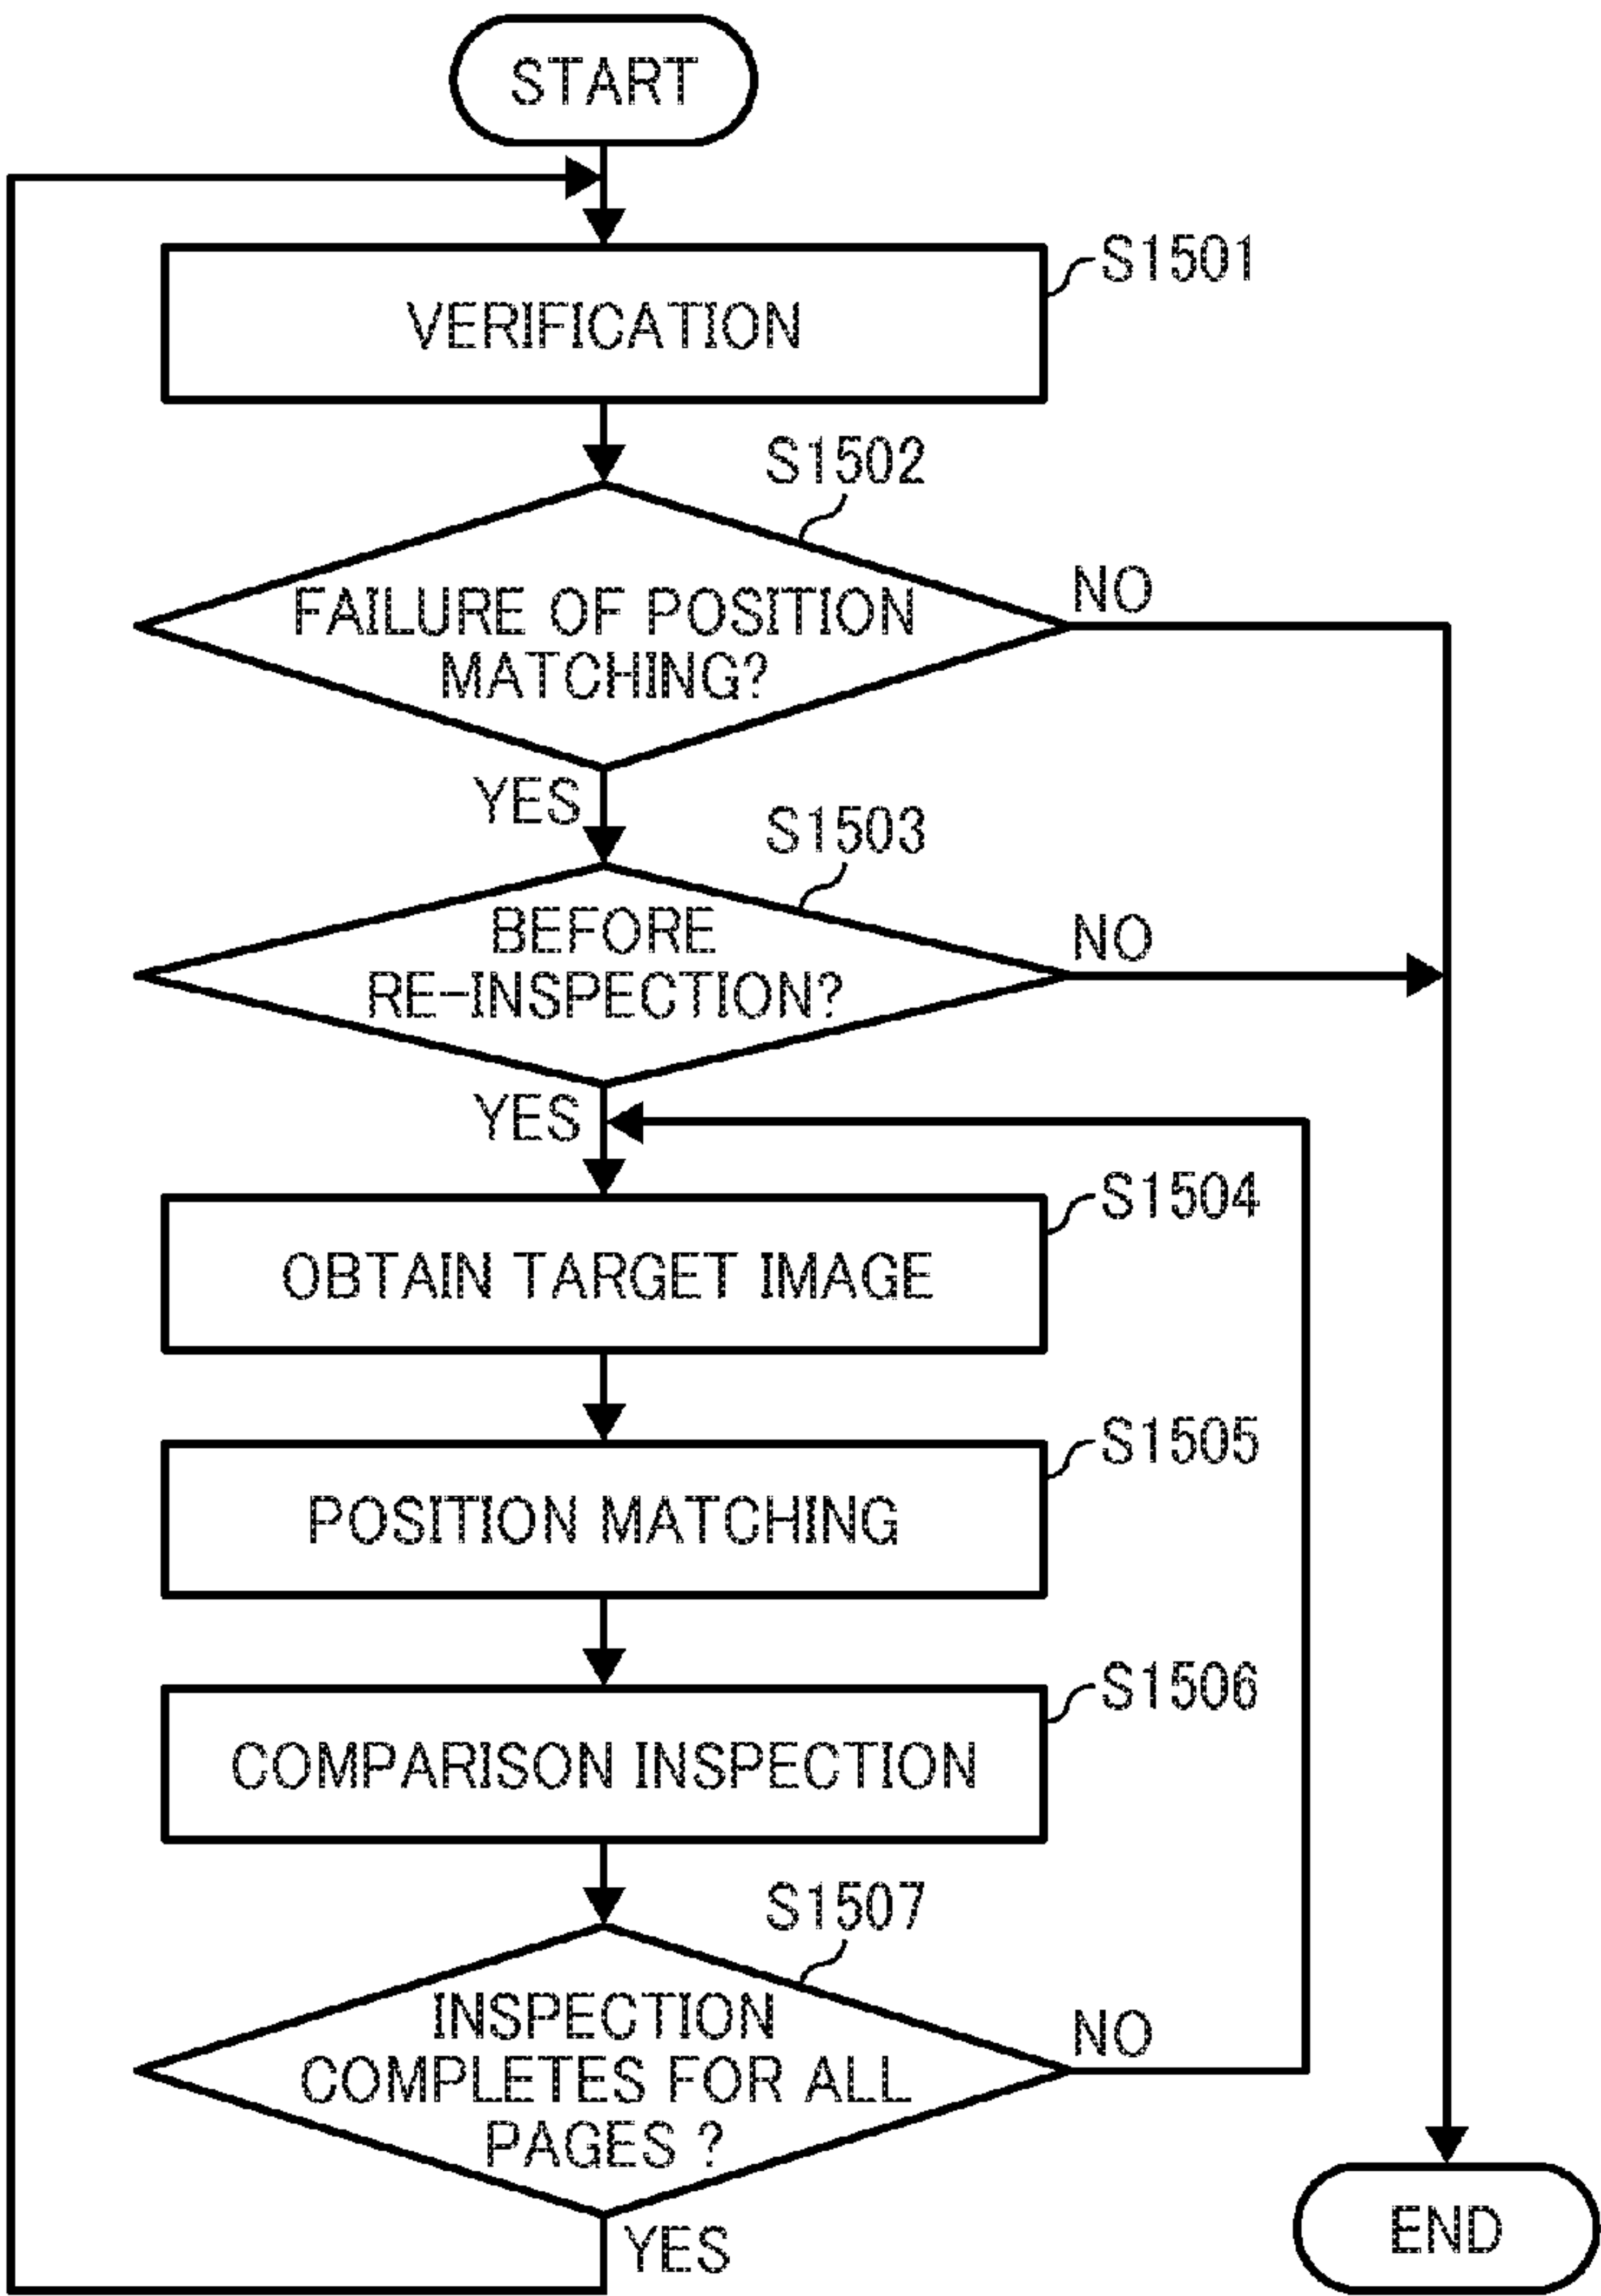 START
S1501
VERIFICATION
S1502
FAILURE OF POSITION
MATCHING?
NO
YES
S1503
BEFORE
RE-INSPECTION?
NO
YES
S1504
OBTAIN TARGET IMAGE
S1505
POSITION MATCHING
S1506
COMPARISON INSPECTION
S1507
INSPECTION
COMPLETES FOR ALL
PAGES ?
NO
YES
END